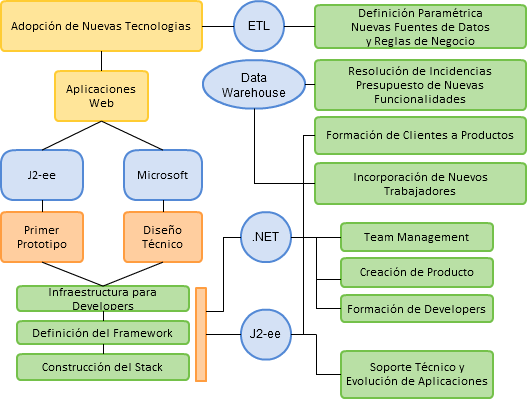 Adopción de Nuevas Tecnologias
ETL
Definición Paramétrica
Nuevas Fuentes de Datos
y Reglas de Negocio
Aplicaciones
Web
Data
Warehouse
Resolución de Incidencias
Presupuesto de Nuevas
Funcionalidades
Formación de Clientes a Productos
J2-ee
Microsoft
Incorporación de Nuevos
Trabajadores
Primer
Prototipo
Diseño
Técnico
.NET
Team Management
Creación de Producto
Infraestructura para
Developers
Formación de Developers
Definición del Framework
J2-ee
Construcción del Stack
Soporte Técnico y
Evolución de Aplicaciones